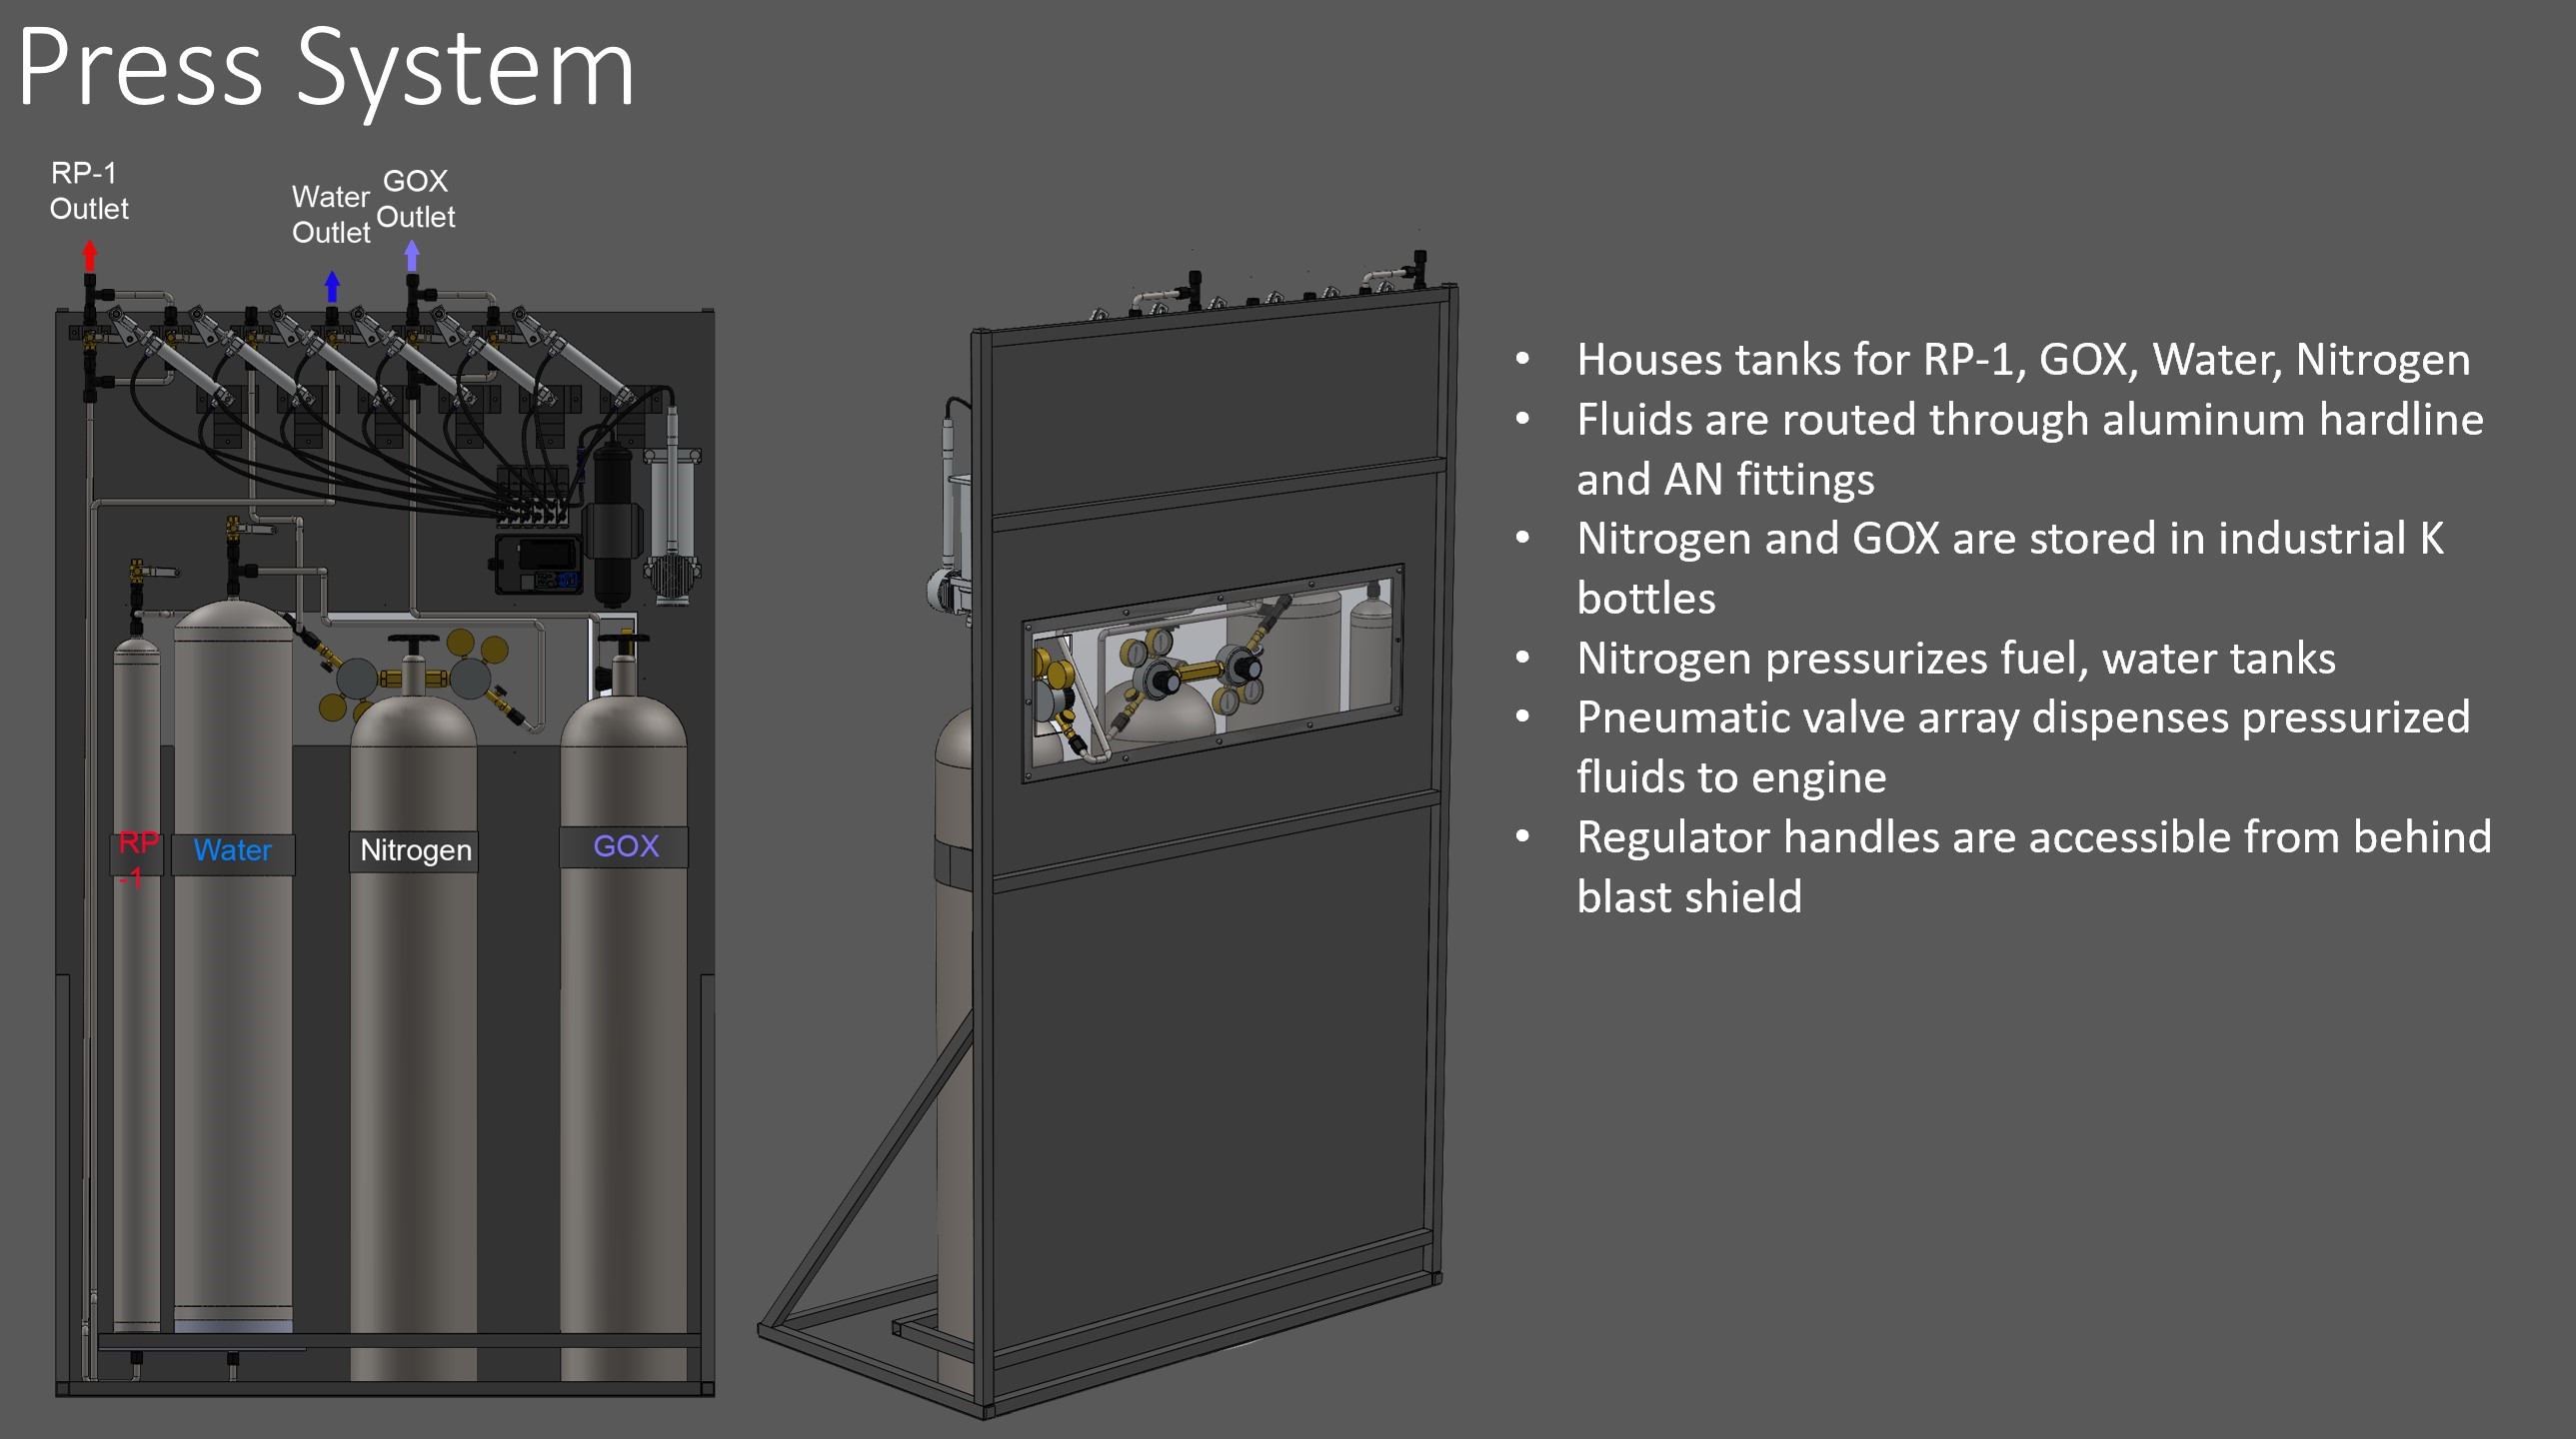 Press System
RP-1
Outlet
Water
Outlet
GOX
Outlet
RP
-1
Water
Nitrogen
GOX
• Houses tanks for RP-1, GOX, Water, Nitrogen
• Fluids are routed through aluminum hardline
and AN fittings
• Nitrogen and GOX are stored in industrial K
bottles
• Nitrogen pressurizes fuel, water tanks
• Pneumatic valve array dispenses pressurized
fluids to engine
• Regulator handles are accessible from behind
blast shield